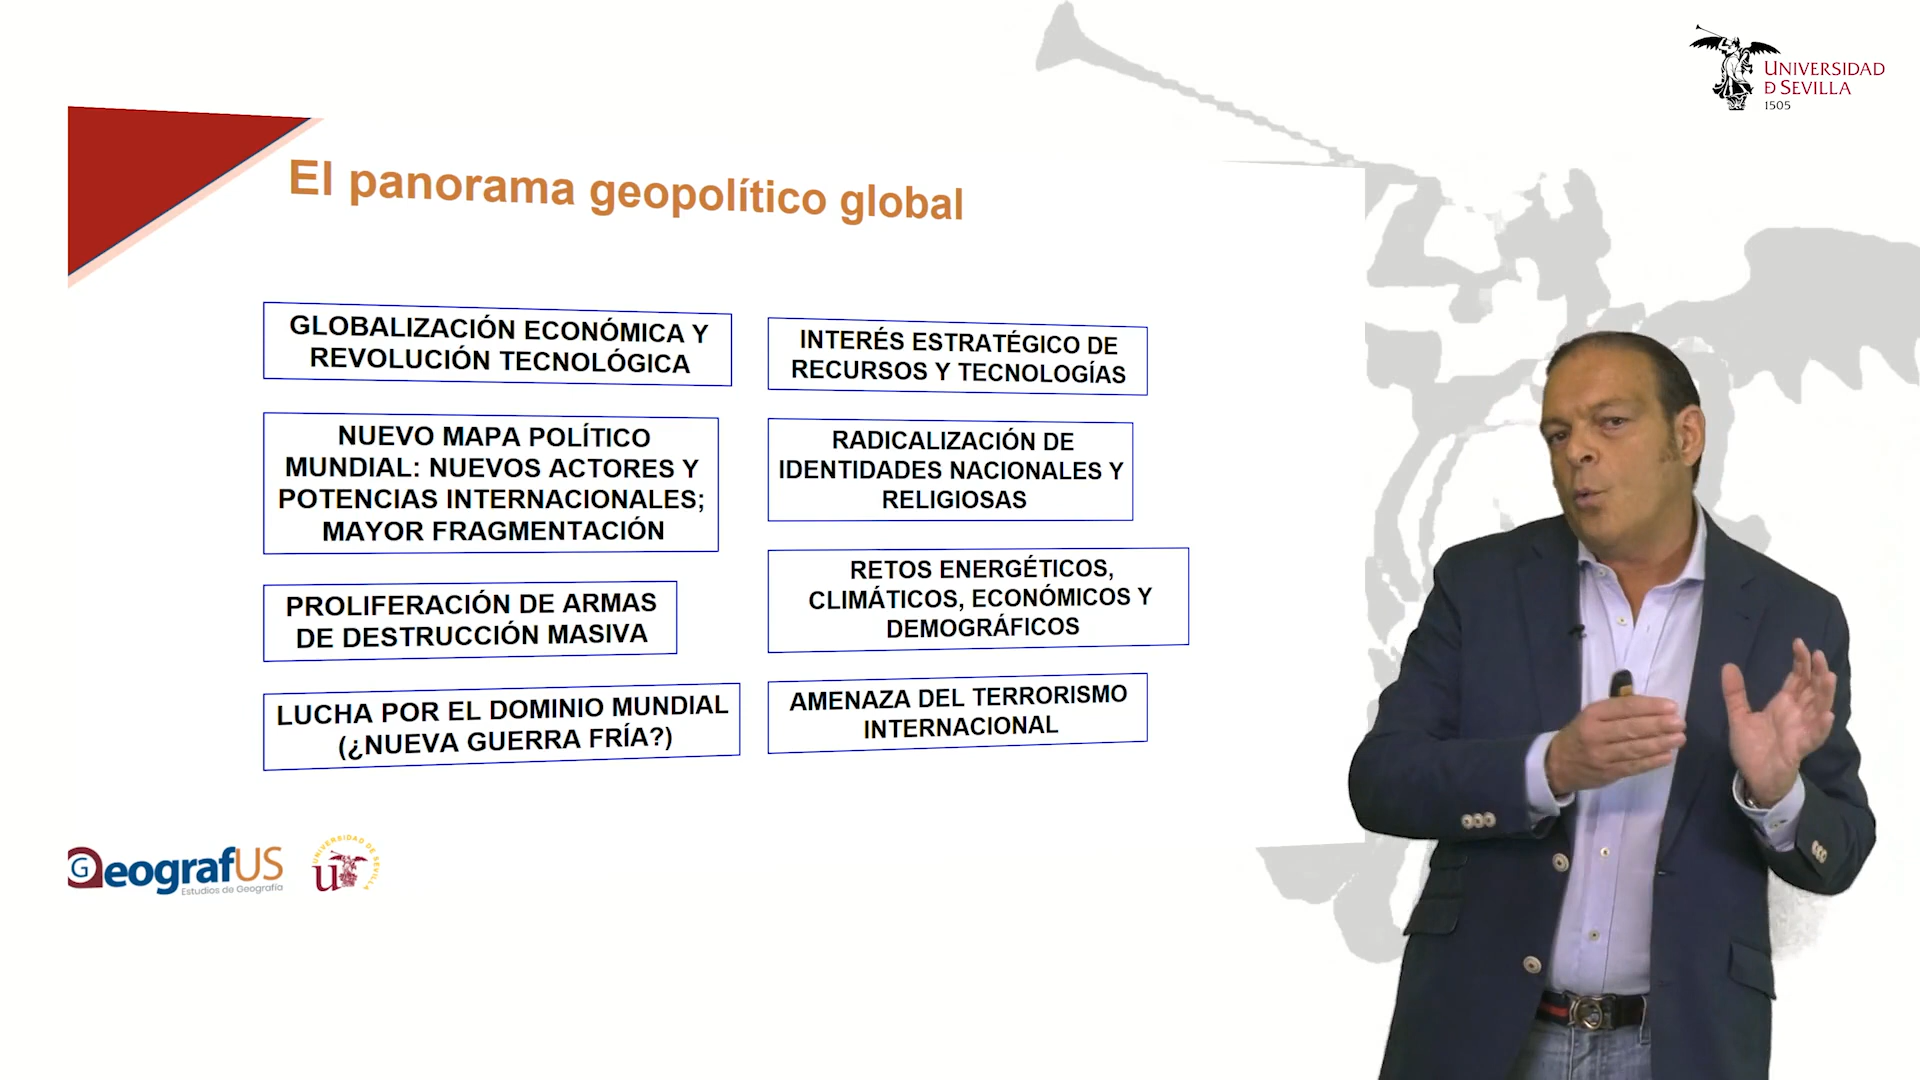 UNIVERSIDAD
D SEVILLA
1505
El panorama geopolítico global
GLOBALIZACIÓN ECONÓMICA Y
REVOLUCIÓN TECNOLÓGICA
NUEVO MAPA POLÍTICO
MUNDIAL: NUEVOS ACTORES Y
POTENCIAS INTERNACIONALES;
MAYOR FRAGMENTACIÓN
PROLIFERACIÓN DE ARMAS
DE DESTRUCCIÓN MASIVA
LUCHA POR EL DOMINIO MUNDIAL
(¿NUEVA GUERRA FRÍA?)
INTERÉS ESTRATÉGICO DE
RECURSOS Y TECNOLOGÍAS
RADICALIZACIÓN DE
IDENTIDADES NACIONALES Y
RELIGIOSAS
RETOS ENERGÉTICOS,
CLIMÁTICOS, ECONÓMICOS Y
DEMOGRÁFICOS
AMENAZA DEL TERRORISMO
INTERNACIONAL
GeografUS
Estudios de Geografía
UNIVERSIDAD DE SEVILLA